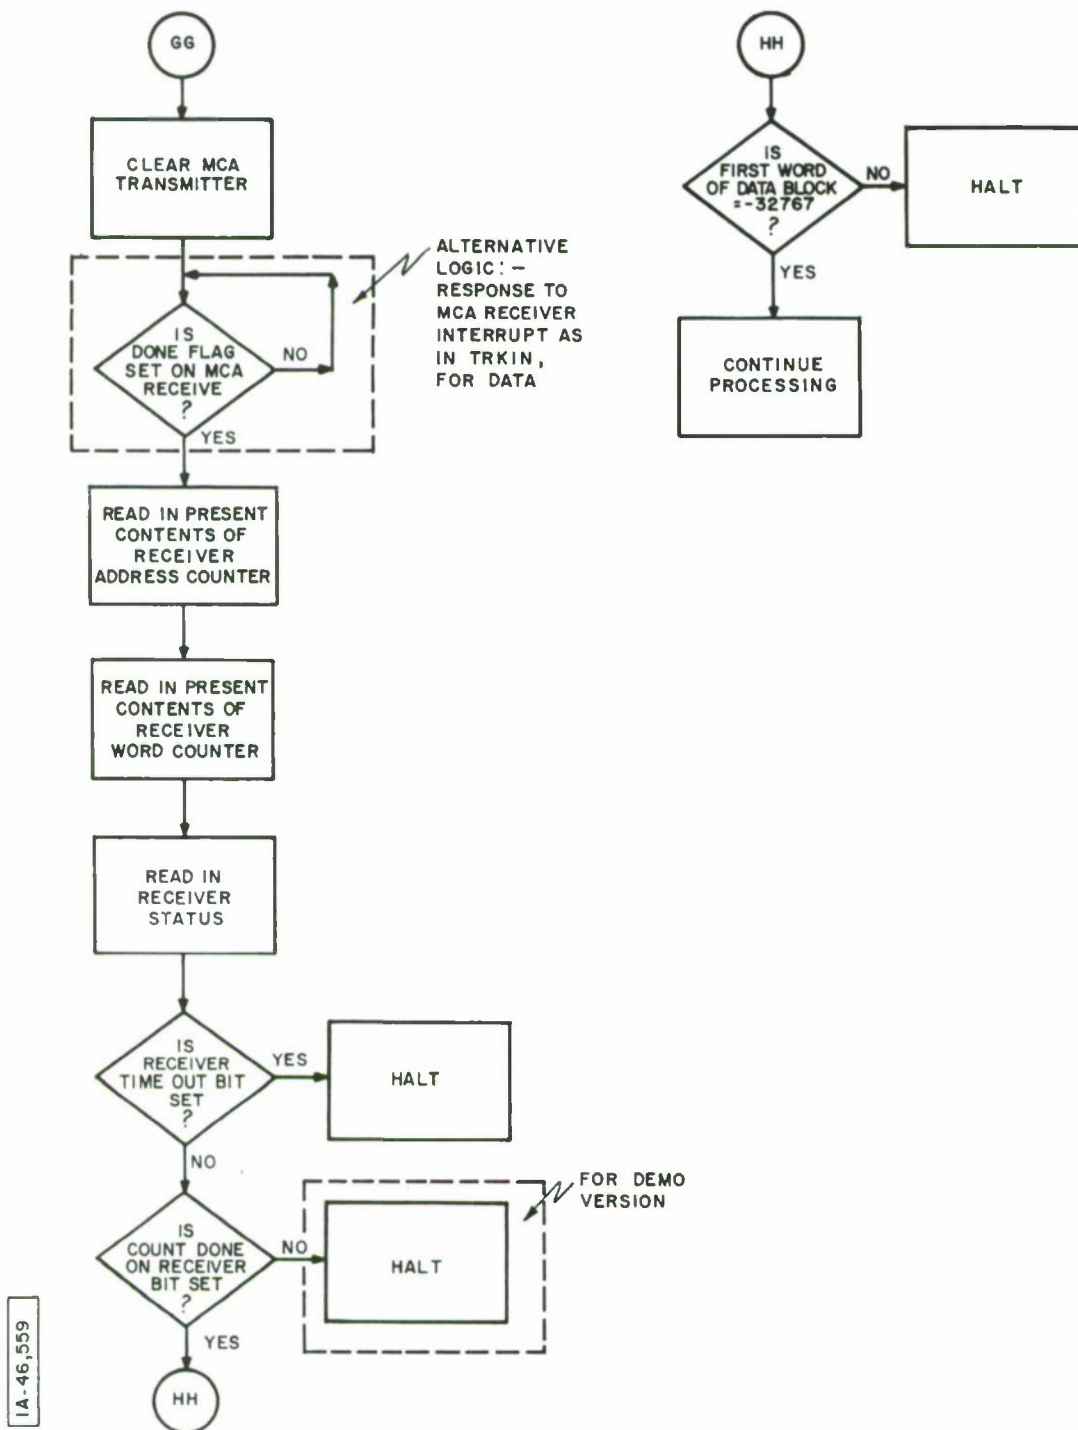 GG
CLEAR MCA
TRANSMITTER
ALTERNATIVE
LOGIC: –
RESPONSE TO
MCA RECEIVER
INTERRUPT AS
IN TRKIN,
FOR DATA
IS
DONE FLAG
SET ON MCA
RECEIVE
?
NO
YES
READ IN PRESENT
CONTENTS OF
RECEIVER
ADDRESS COUNTER
READ IN PRESENT
CONTENTS OF
RECEIVER
WORD COUNTER
READ IN
RECEIVER
STATUS
IS
RECEIVER
TIME OUT BIT
SET
?
YES
HALT
NO
IS
COUNT DONE
ON RECEIVER
BIT SET
?
NO
HALT
FOR DEMO
VERSION
YES
HH
HH
IS
FIRST WORD
OF DATA BLOCK
=-32767
?
NO
HALT
YES
CONTINUE
PROCESSING
IA-46,559